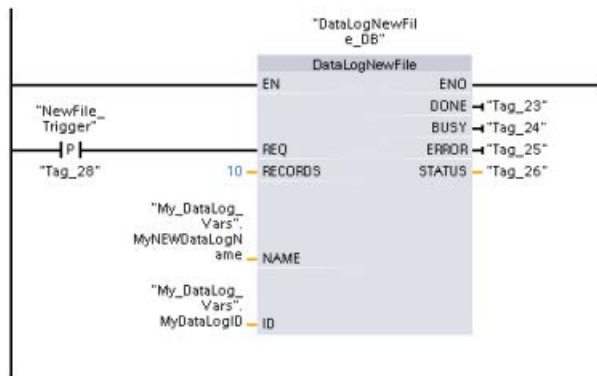 "DataLogNewFil
e_DB"
DataLogNewFile
EN
ENO
DONE
"Tag_23"
"NewFile_
Trigger"
BUSY
"Tag_24"
P
REQ
ERROR
"Tag_25"
"Tag_28"
10
RECORDS
STATUS
"Tag_26"
"My_DataLog_
Vars".
MyNEWDataLogN
ame
NAME
"My_DataLog_
Vars".
MyDataLogID
ID